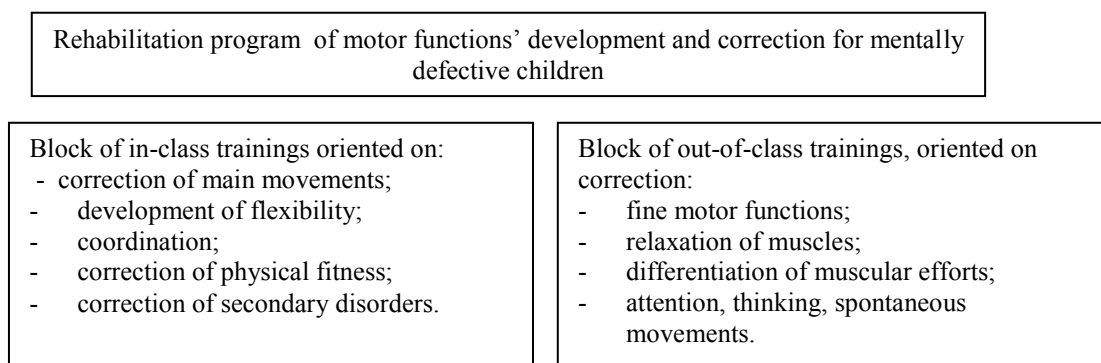 Rehabilitation program of motor functions’ development and correction for mentally
defective children
Block of in-class trainings oriented on:
- correction of main movements;
- development of flexibility;
- coordination;
- correction of physical fitness;
- correction of secondary disorders.
Block of out-of-class trainings, oriented on
correction:
- fine motor functions;
- relaxation of muscles;
- differentiation of muscular efforts;
- attention, thinking, spontaneous
movements.